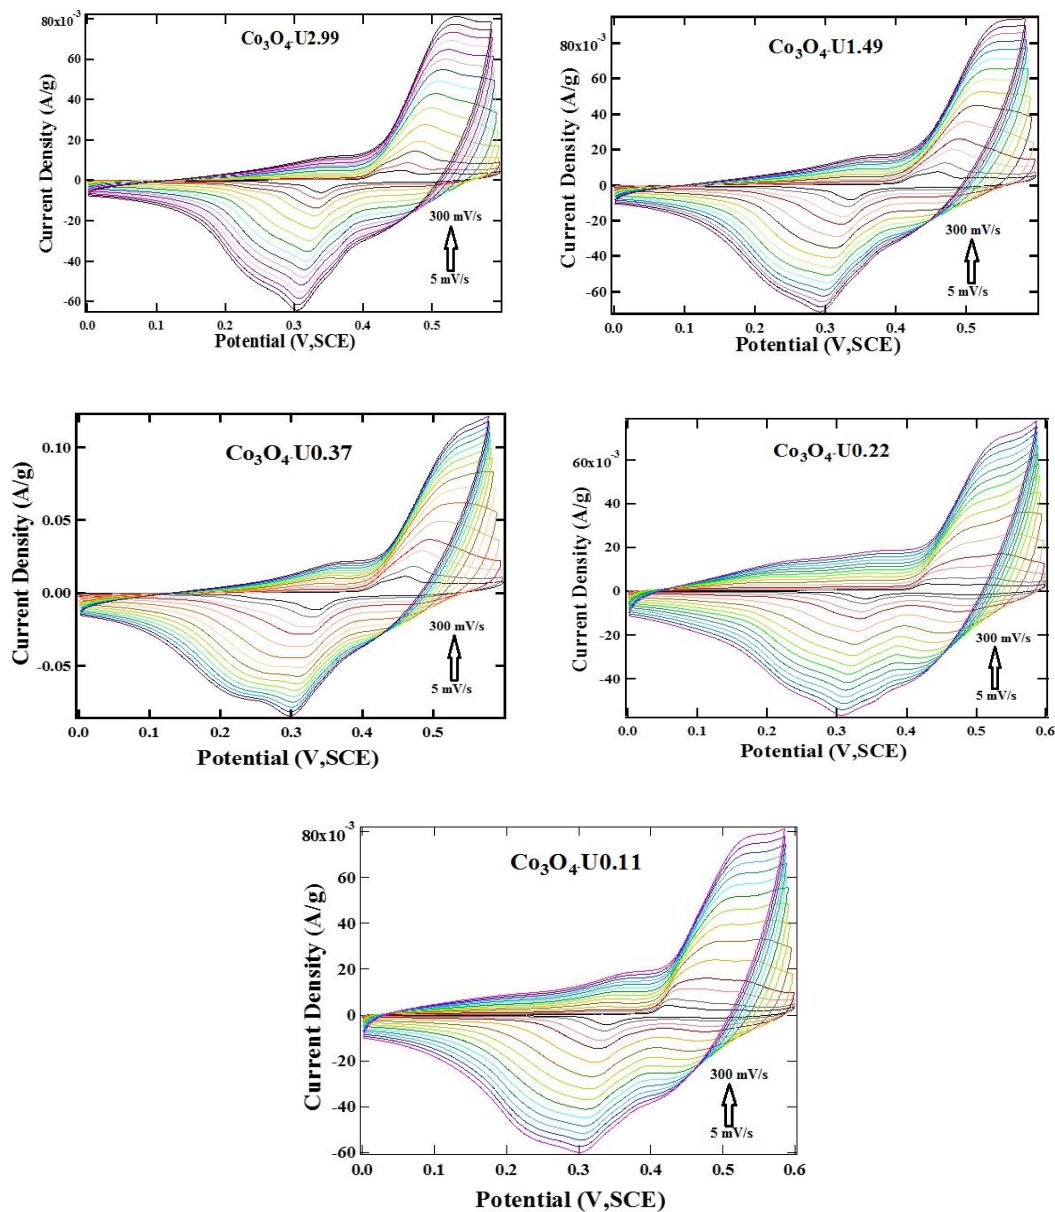 Co3O4-U2.99
80x10-3
60
40
20
0
-20
-40
-60
Current Density (A/g)
300 mV/s
5 mV/s
0.0 0.1 0.2 0.3 0.4 0.5
Potential (V,SCE)
Co3O4-U1.49
80x10-3
60
40
20
0
-20
-40
-60
Current Density (A/g)
300 mV/s
5 mV/s
0.0 0.1 0.2 0.3 0.4 0.5
Potential (V,SCE)
Co3O4-U0.37
0.10
0.05
0.00
-0.05
Current Density (A/g)
300 mV/s
5 mV/s
0.0 0.1 0.2 0.3 0.4 0.5
Potential (V,SCE)
Co3O4-U0.22
60x10-3
40
20
0
-20
-40
Current Density (A/g)
300 mV/s
5 mV/s
0.0 0.1 0.2 0.3 0.4 0.5 0.6
Potential (V,SCE)
Co3O4-U0.11
80x10-3
60
40
20
0
-20
-40
-60
Current Density (A/g)
300 mV/s
5 mV/s
0.0 0.1 0.2 0.3 0.4 0.5 0.6
Potential (V,SCE)